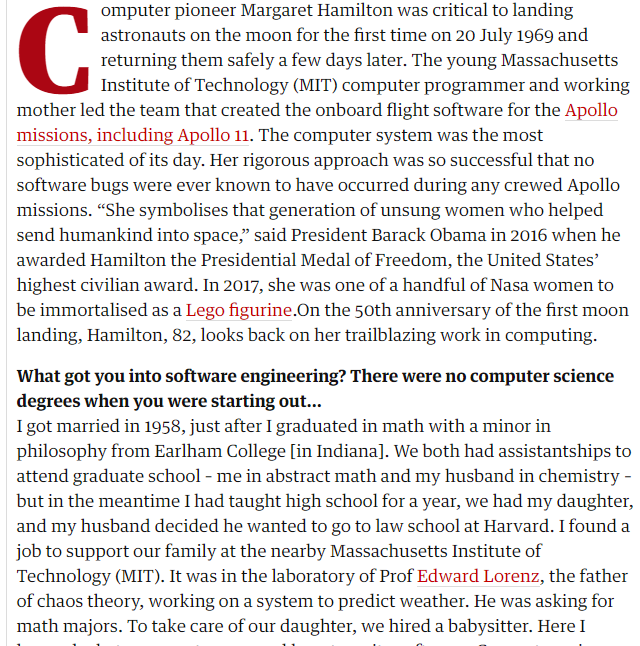 Computer pioneer Margaret Hamilton was critical to landing
astronauts on the moon for the first time on 20 July 1969 and
returning them safely a few days later. The young Massachusetts
Institute of Technology (MIT) computer programmer and working
mother led the team that created the onboard flight software for the Apollo
missions, including Apollo 11. The computer system was the most
sophisticated of its day. Her rigorous approach was so successful that no
software bugs were ever known to have occurred during any crewed Apollo
missions. “She symbolises that generation of unsung women who helped
send humankind into space,” said President Barack Obama in 2016 when he
awarded Hamilton the Presidential Medal of Freedom, the United States’
highest civilian award. In 2017, she was one of a handful of Nasa women to
be immortalised as a Lego figurine.On the 50th anniversary of the first moon
landing, Hamilton, 82, looks back on her trailblazing work in computing.
What got you into software engineering? There were no computer science
degrees when you were starting out…
I got married in 1958, just after I graduated in math with a minor in
philosophy from Earlham College [in Indiana]. We both had assistantships to
attend graduate school – me in abstract math and my husband in chemistry –
but in the meantime I had taught high school for a year, we had my daughter,
and my husband decided he wanted to go to law school at Harvard. I found a
job to support our family at the nearby Massachusetts Institute of
Technology (MIT). It was in the laboratory of Prof Edward Lorenz, the father
of chaos theory, working on a system to predict weather. He was asking for
math majors. To take care of our daughter, we hired a babysitter. Here I